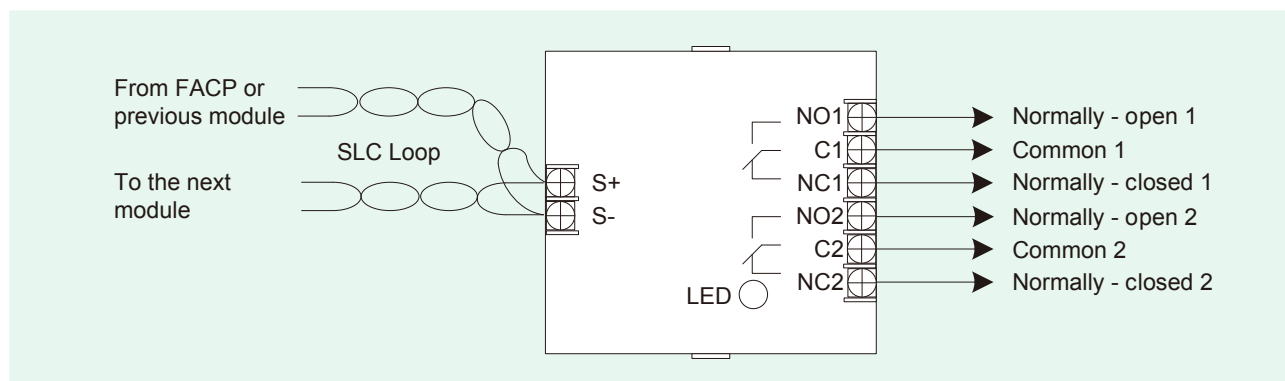 From FACP or
previous module
SLC Loop
To the next
module
S+
S-
NO1
C1
NC1
NO2
C2
NC2
LED
Normally - open 1
Common 1
Normally - closed 1
Normally - open 2
Common 2
Normally - closed 2